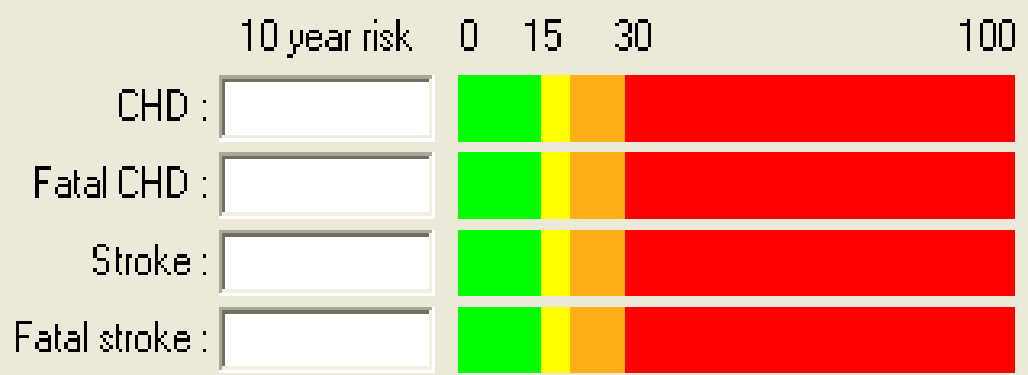 10 year risk 0 15 30 100
CHD :
Fatal CHD :
Stroke :
Fatal stroke :